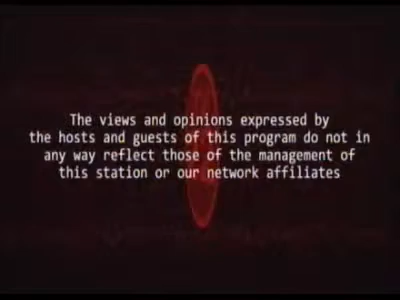 The views and opinions expressed by
the hosts and guests of this program do not in
any way reflect those of the management of
this station or our network affiliates